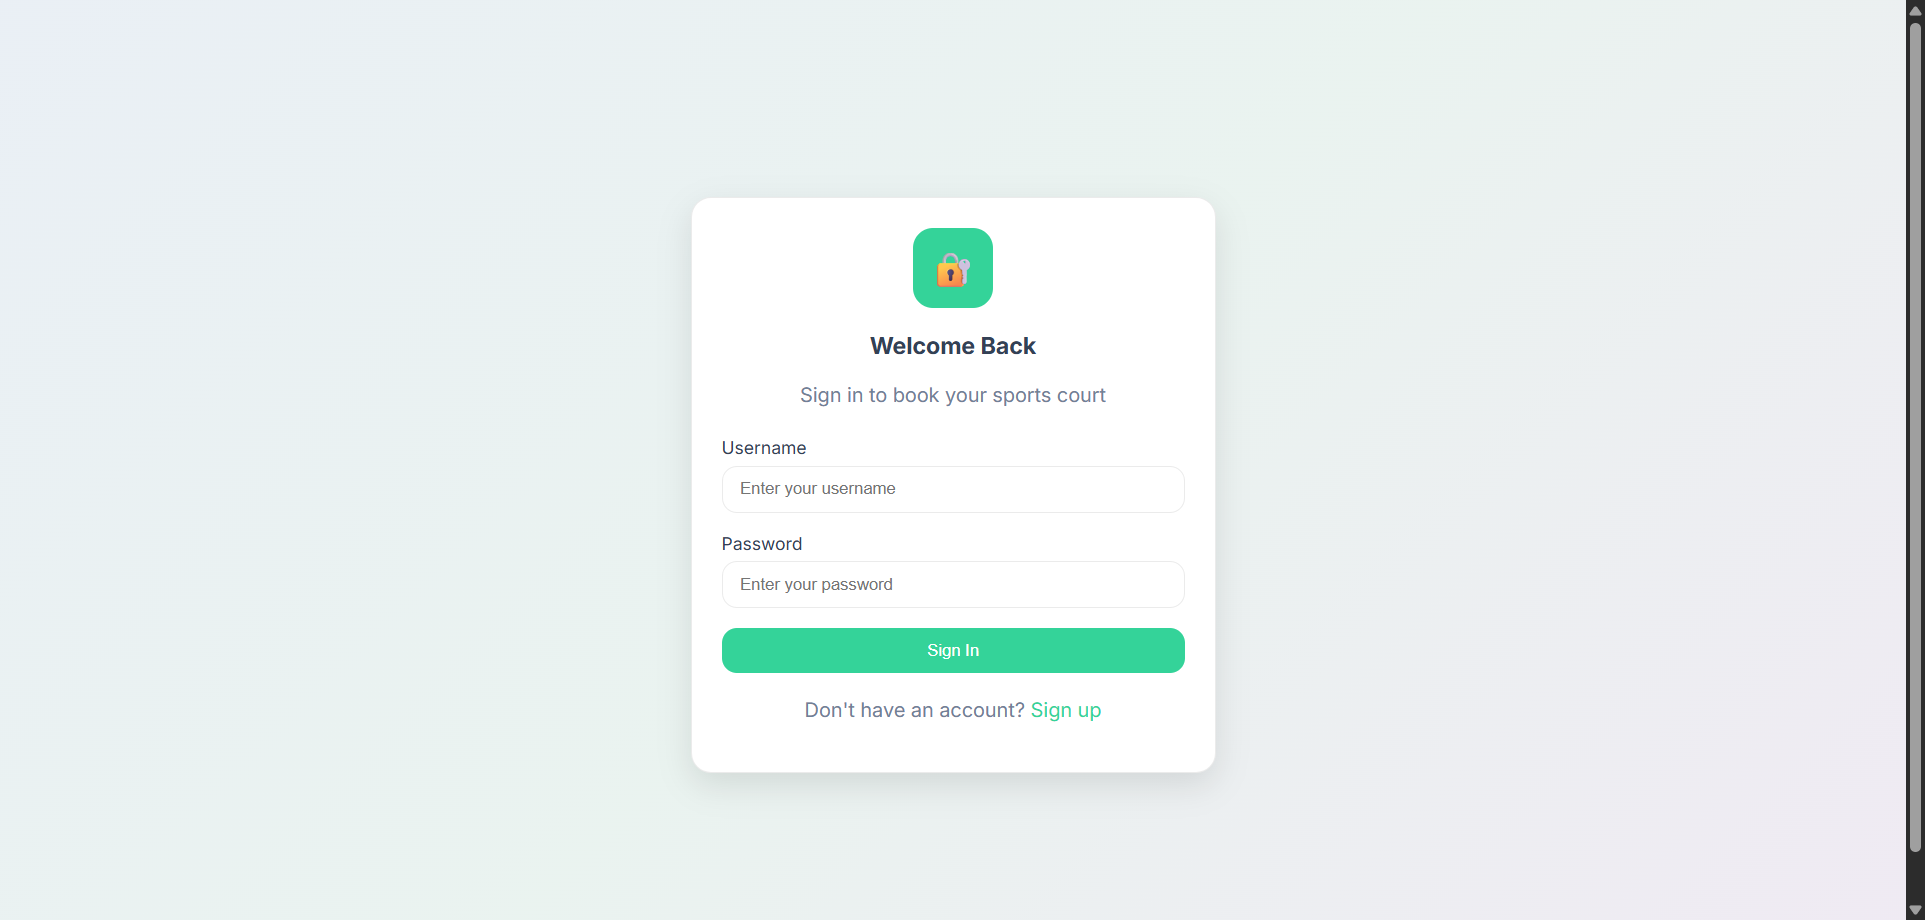 Welcome Back
Sign in to book your sports court
Username
Enter your username
Password
Enter your password
Sign In
Don't have an account? Sign up